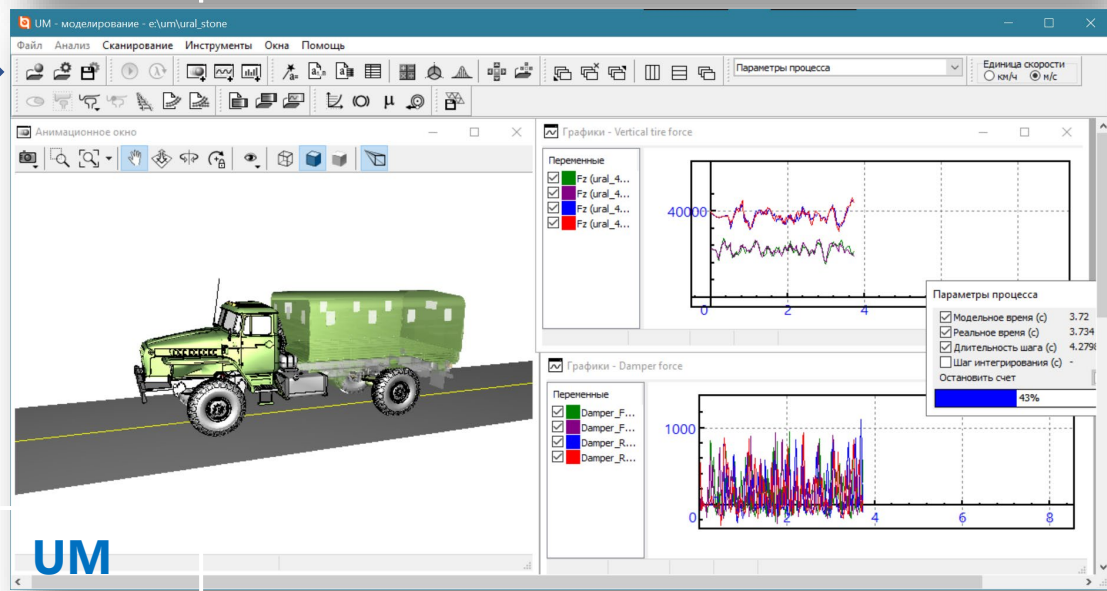 UM - моделирование - e:\um\ural_stone
Файл Анализ Сканирование Инструменты Окна Помощь
Параметры процесса
Единица скорости
км/ч м/с
Анимационное окно
Графики - Vertical tire force
Переменные
Fz (ural_4...
Fz (ural_4...
Fz (ural_4...
Fz (ural_4...
40000
0 2 4
Параметры процесса
Модельное время (с) 3.72
Реальное время (с) 3.734
Длительность шага (с) 4.2798
Шаг интегрирования (с) -
Остановить счет
43%
Графики - Damper force
Переменные
Damper_F...
Damper_F...
Damper_R...
Damper_R...
1000
0 2 4 6 8
UM